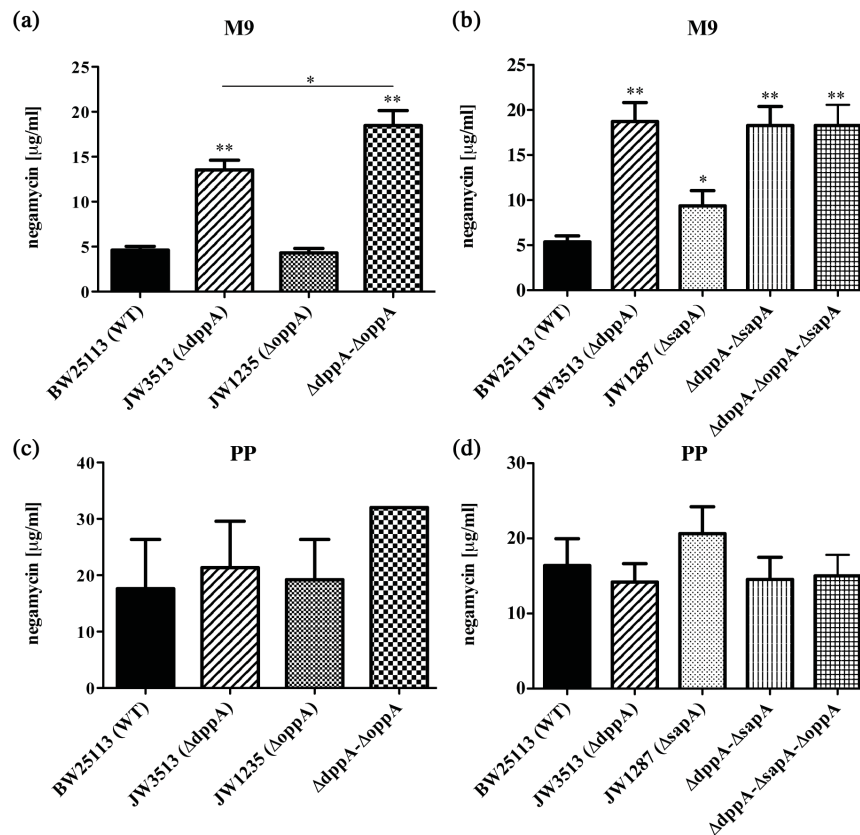 (a)
M9
negamycin [µg/ml]
25
20
15
10
5
0
*
**
**
BW25113 (WT)
JW3513 (ΔdppA)
JW1235 (ΔoppA)
ΔdppA-ΔoppA
(b)
M9
negamycin [µg/ml]
25
20
15
10
5
0
**
*
**
**
BW25113 (WT)
JW3513 (ΔdppA)
JW1287 (ΔsapA)
ΔdppA-ΔsapA
ΔdppA-ΔoppA-ΔsapA
(c)
PP
negamycin [µg/ml]
40
30
20
10
0
BW25113 (WT)
JW3513 (ΔdppA)
JW1235 (ΔoppA)
ΔdppA-ΔoppA
(d)
PP
negamycin [µg/ml]
30
20
10
0
BW25113 (WT)
JW3513 (ΔdppA)
JW1287 (ΔsapA)
ΔdppA-ΔsapA
ΔdppA-ΔsapA-ΔoppA